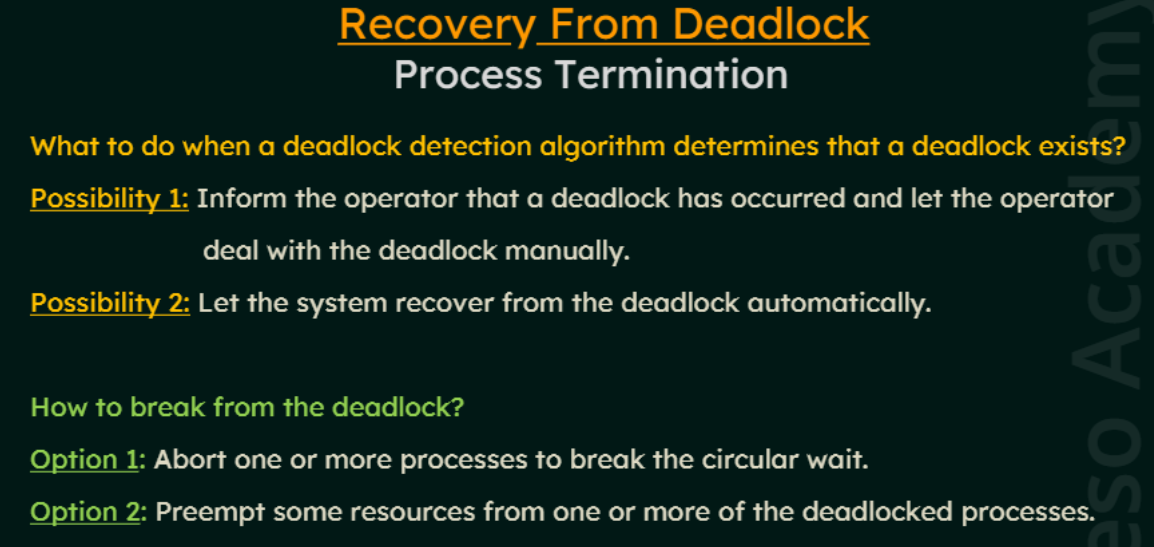 Recovery From Deadlock
Process Termination
What to do when a deadlock detection algorithm determines that a deadlock exists?
Possibility 1: Inform the operator that a deadlock has occurred and let the operator
deal with the deadlock manually.
Possibility 2: Let the system recover from the deadlock automatically.
How to break from the deadlock?
Option 1: Abort one or more processes to break the circular wait.
Option 2: Preempt some resources from one or more of the deadlocked processes.
eso Academy